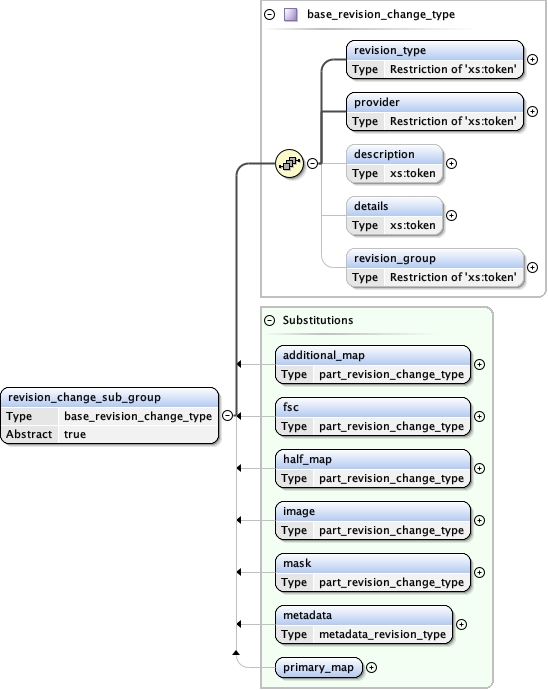 base_revision_change_type
revision_type
Type Restriction of 'xs:token'
provider
Type Restriction of 'xs:token'
description
Type xs:token
details
Type xs:token
revision_group
Type Restriction of 'xs:token'
Substitutions
additional_map
Type part_revision_change_type
fsc
Type part_revision_change_type
half_map
Type part_revision_change_type
image
Type part_revision_change_type
mask
Type part_revision_change_type
metadata
Type metadata_revision_type
primary_map
revision_change_sub_group
Type base_revision_change_type
Abstract true